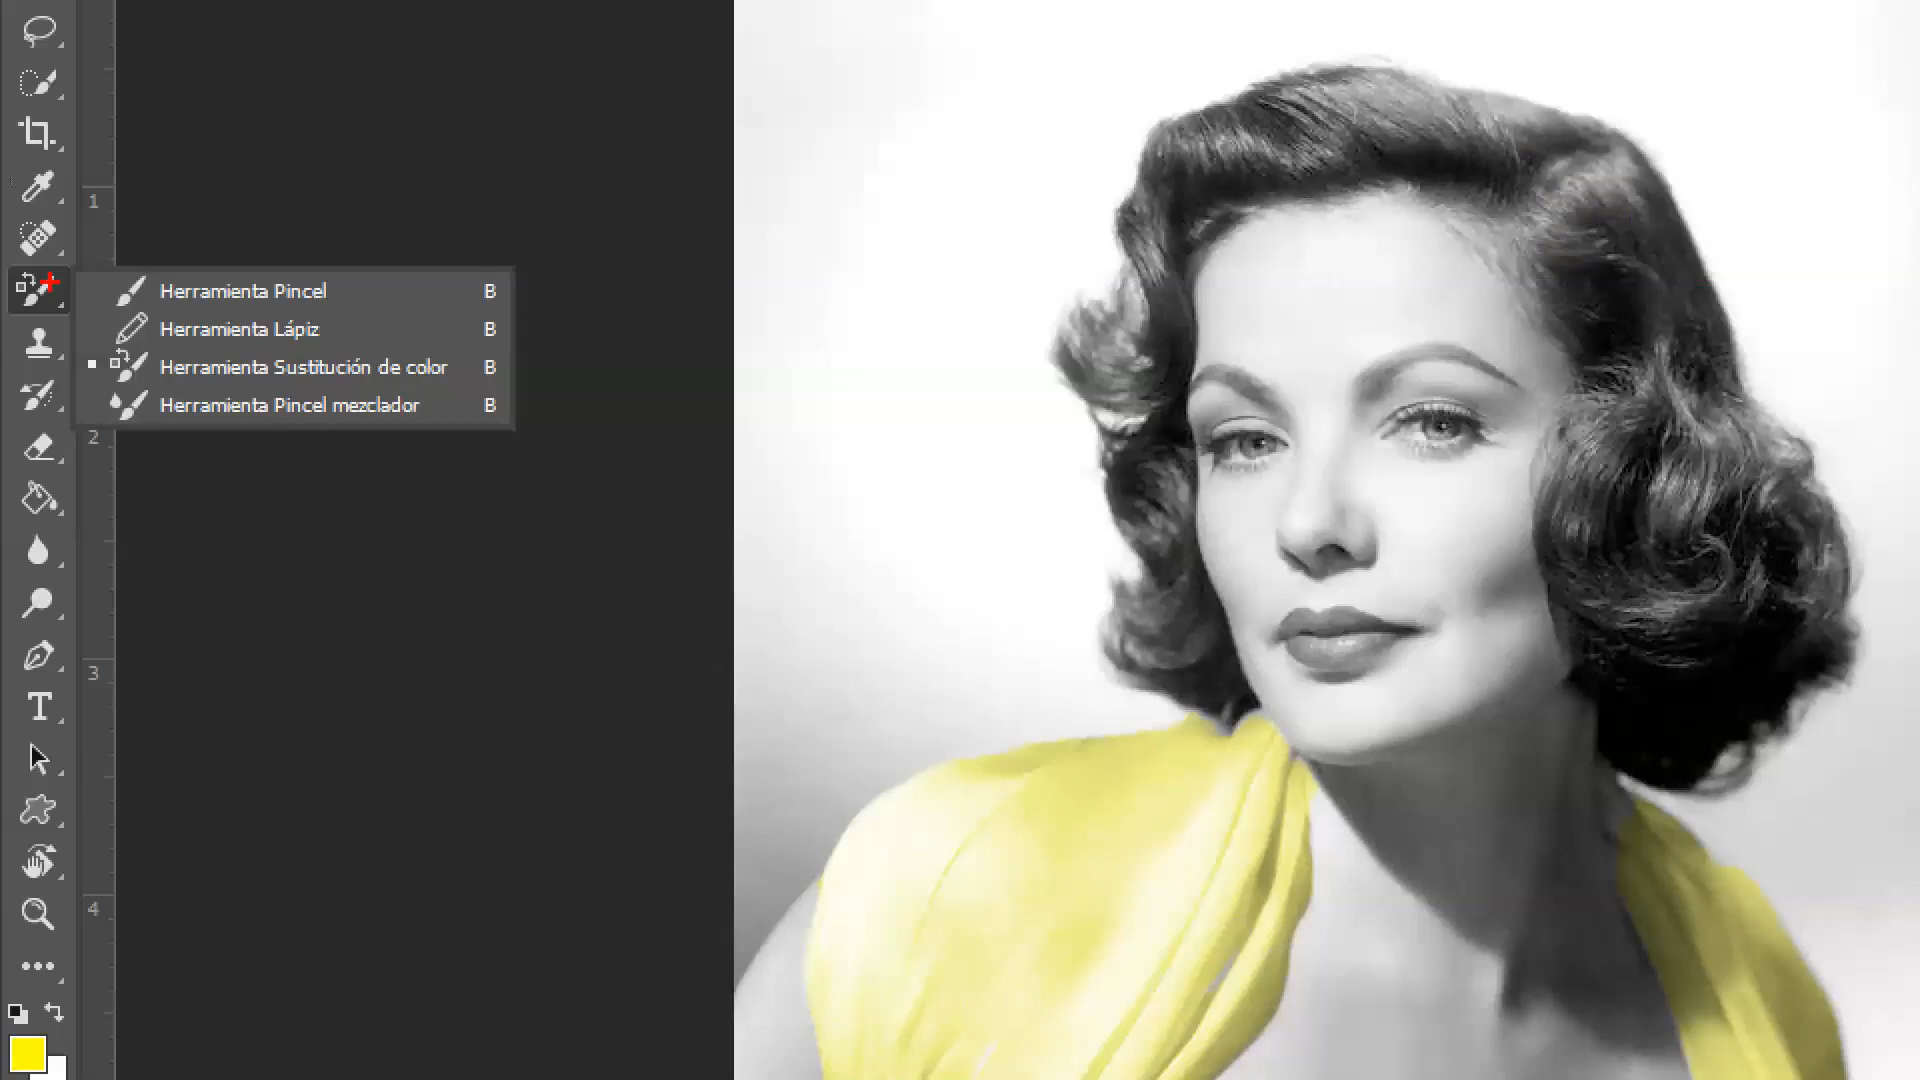 1
Herramienta Pincel B
Herramienta Lápiz B
Herramienta Sustitución de color B
Herramienta Pincel mezclador B
2
3
4